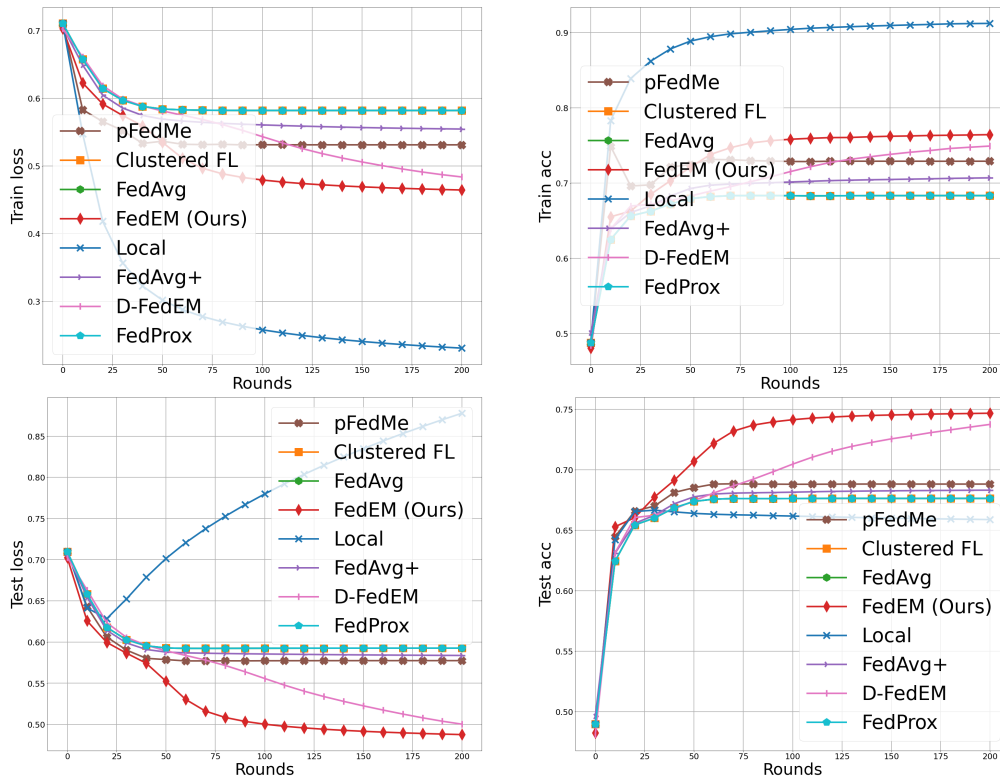 0.7
0.6
0.5
0.4
0.3
Train loss
pFedMe
Clustered FL
FedAvg
FedEM (Ours)
Local
FedAvg+
D-FedEM
FedProx
0 25 50 75 100 125 150 175 200
Rounds
0.9
0.8
0.7
0.6
0.5
Train acc
pFedMe
Clustered FL
FedAvg
FedEM (Ours)
Local
FedAvg+
D-FedEM
FedProx
0 25 50 75 100 125 150 175 200
Rounds
0.85
0.80
0.75
0.70
0.65
0.60
0.55
0.50
Test loss
pFedMe
Clustered FL
FedAvg
FedEM (Ours)
Local
FedAvg+
D-FedEM
FedProx
0 25 50 75 100 125 150 175 200
Rounds
0.75
0.70
0.65
0.60
0.55
0.50
Test acc
pFedMe
Clustered FL
FedAvg
FedEM (Ours)
Local
FedAvg+
D-FedEM
FedProx
0 25 50 75 100 125 150 175 200
Rounds